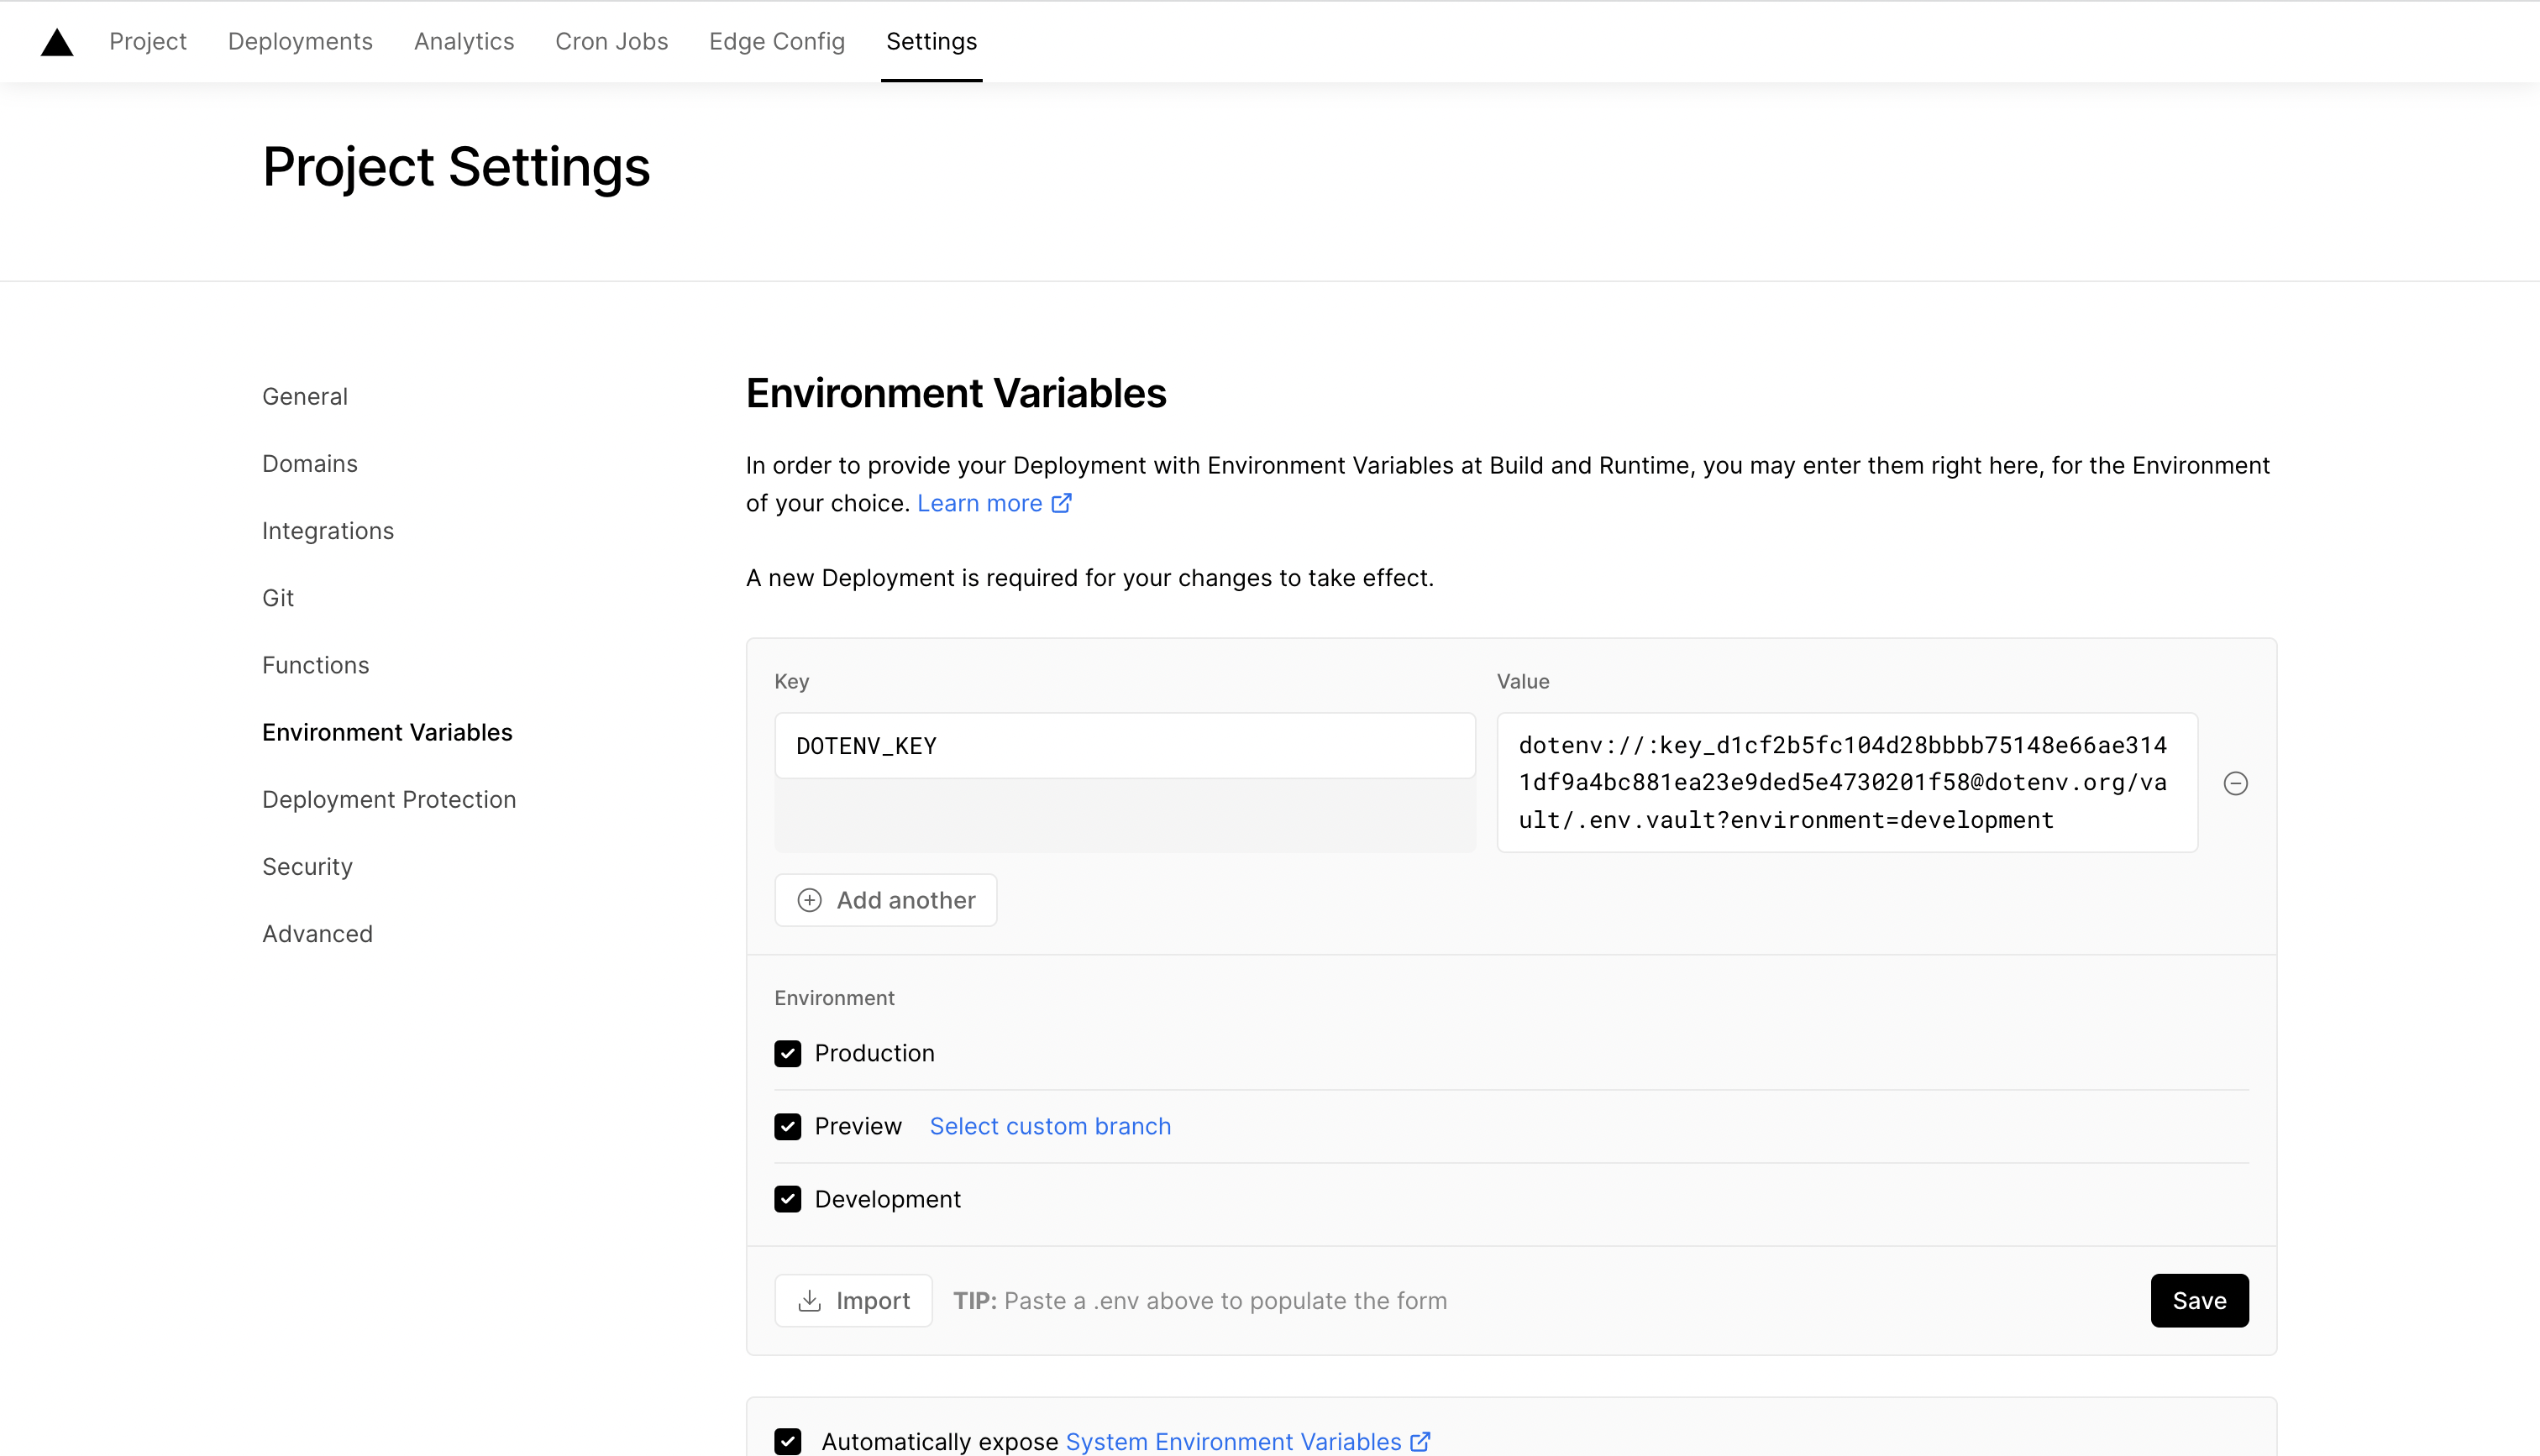 Project Deployments Analytics Cron Jobs Edge Config Settings
Project Settings
General
Domains
Integrations
Git
Functions
Environment Variables
Deployment Protection
Security
Advanced
Environment Variables
In order to provide your Deployment with Environment Variables at Build and Runtime, you may enter them right here, for the Environment
of your choice. Learn more
A new Deployment is required for your changes to take effect.
Key
DOTENV_KEY
Value
dotenv://:key_d1cf2b5fc104d28bbbb75148e66ae314
1df9a4bc881ea23e9ded5e4730201f58@dotenv.org/va
ult/.env.vault?environment=development
Add another
Environment
Production
Preview Select custom branch
Development
Import TIP: Paste a .env above to populate the form Save
Automatically expose System Environment Variables